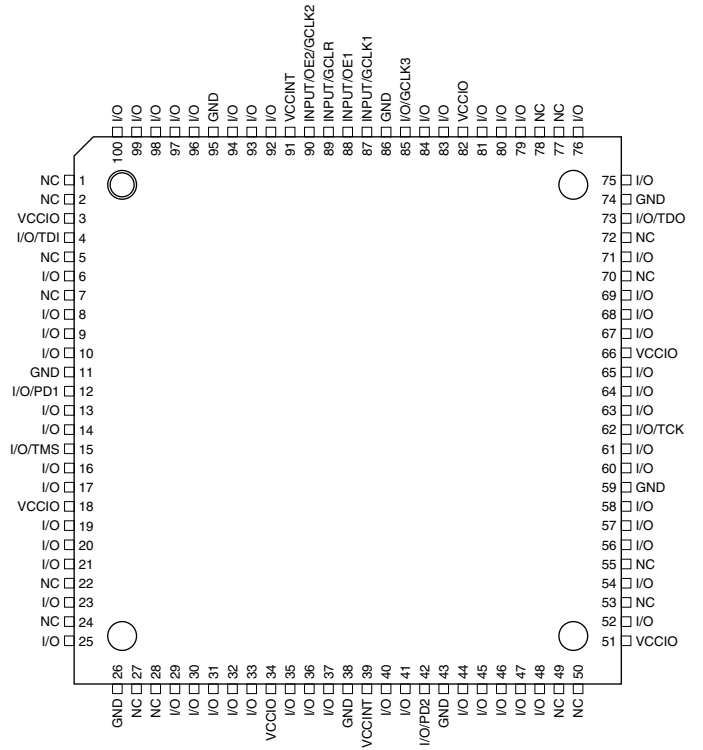 I/O 100
I/O 99
I/O 98
I/O 97
I/O 96
GND 95
I/O 94
I/O 93
I/O 92
VCCINT 91
INPUT/OE2/GCLK2 90
INPUT/GCLR 89
INPUT/OE1 88
INPUT/GCLK1 87
GND 86
I/O/GCLK3 85
I/O 84
I/O 83
VCCIO 82
I/O 81
I/O 80
I/O 79
NC 78
NC 77
I/O 76
NC 1
NC 2
VCCIO 3
I/O/TDI 4
NC 5
I/O 6
NC 7
I/O 8
I/O 9
I/O 10
GND 11
I/O/PD1 12
I/O 13
I/O 14
I/O/TMS 15
I/O 16
I/O 17
VCCIO 18
I/O 19
I/O 20
I/O 21
NC 22
I/O 23
NC 24
I/O 25
75 I/O
74 GND
73 I/O/TDO
72 NC
71 I/O
70 NC
69 I/O
68 I/O
67 I/O
66 VCCIO
65 I/O
64 I/O
63 I/O
62 I/O/TCK
61 I/O
60 I/O
59 GND
58 I/O
57 I/O
56 I/O
55 NC
54 I/O
53 NC
52 I/O
51 VCCIO
GND 26
NC 27
NC 28
I/O 29
I/O 30
I/O 31
I/O 32
I/O 33
VCCIO 34
I/O 35
I/O 36
I/O 37
GND 38
VCCINT 39
I/O 40
I/O 41
I/O/PD2 42
GND 43
I/O 44
I/O 45
I/O 46
I/O 47
I/O 48
NC 49
NC 50